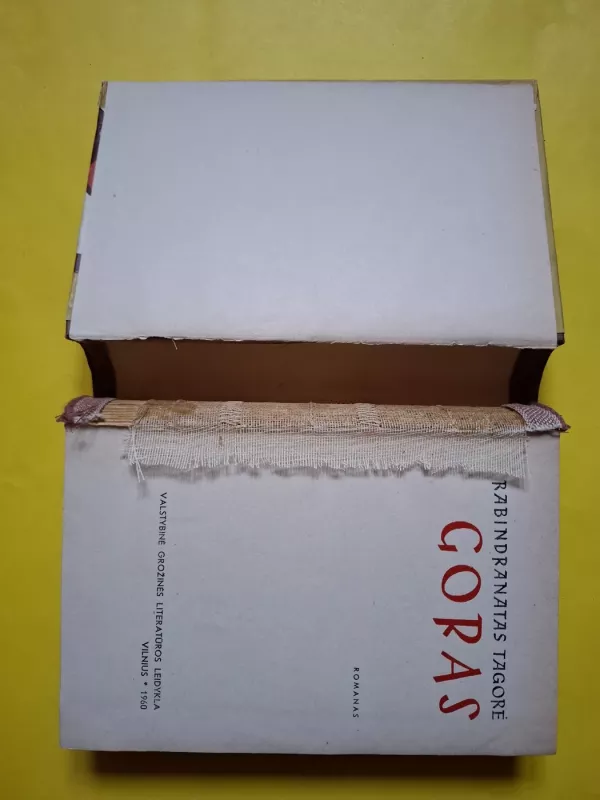 RABINDRANATAS TAGORĖ
GORAS
ROMANAS
VALSTYBINĖ GROŽINĖS LITERATŪROS LEIDYKLA
VILNIUS * 1960